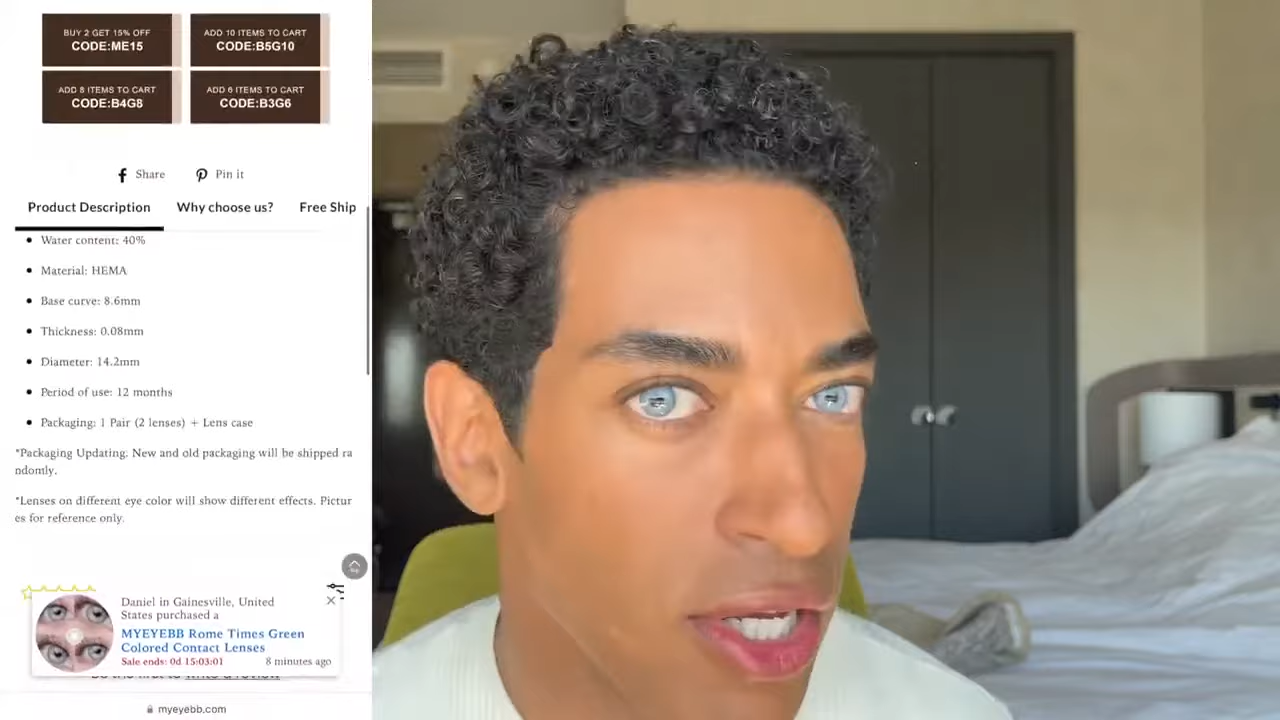 BUY 2 GET 15% OFF
CODE:ME15
ADD 10 ITEMS TO CART
CODE:B5G10
ADD 8 ITEMS TO CART
CODE:B4G8
ADD 6 ITEMS TO CART
CODE:B3G6
Share
Pin it
Product Description
Why choose us?
Free Ship
Water content: 40%
Material: HEMA
Base curve: 8.6mm
Thickness: 0.08mm
Diameter: 14.2mm
Period of use: 12 months
Packaging: 1 Pair (2 lenses) + Lens case
*Packaging Updating. New and old packaging will be shipped ra
ndontly.
*Lenses on different eye color will show different effects. Pictur
es for reference only.
Daniel in Gainesville, United
States purchased a
MYEYEBB Rome Times Green
Colored Contact Lenses
Sale ends: 0d 15:03:01
8 minutes ago
myeyebb.com